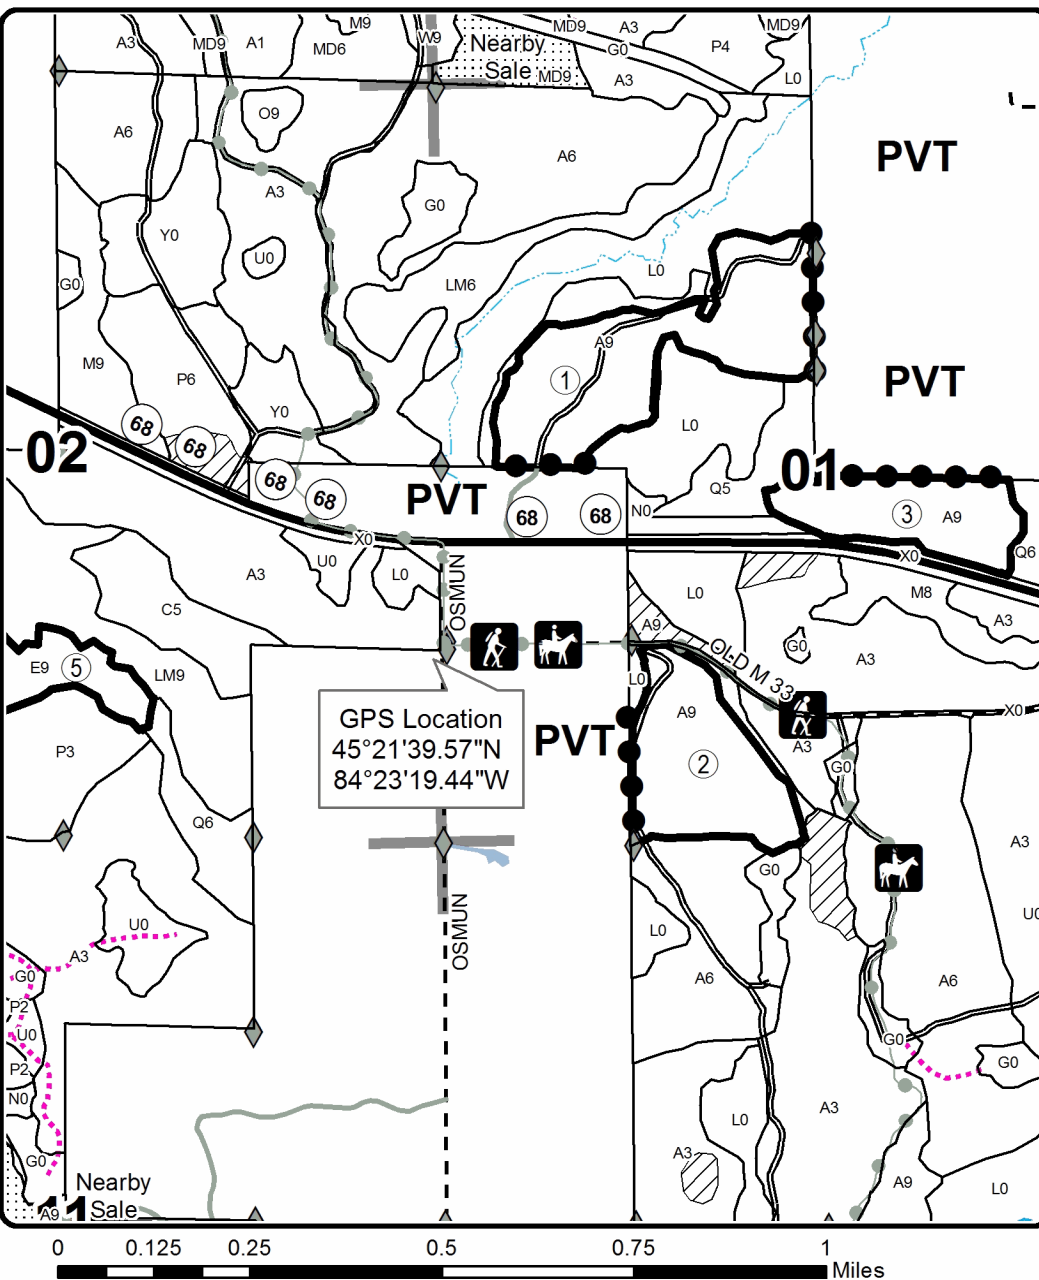 M9
A3
MD9
A1
MD6
W9
Nearby
Sale
MD9
MD9
A3
G0
P4
MD9
A3
L0
O9
A6
A6
PVT
A3
G0
Y0
U0
L0
G0
LM6
A9
M9
P6
1
PVT
Y0
68
68
L0
02
01
68
68
PVT
68
68
N0
Q5
3
A9
X0
X0
Q6
U0
L0
A3
OSMUN
L0
M8
C5
A9
A3
G0
OLD M 33
A3
E9
5
LM9
L0
GPS Location
45°21'39.57"N
84°23'19.44"W
PVT
A9
X0
A3
P3
2
G0
Q6
A3
G0
U0
U0
OSMUN
L0
A3
G0
A6
A6
P2
U0
G0
G0
P2
N0
A3
L0
G0
A3
A9
L0
Nearby
Sale
11
A9
0
0.125
0.25
0.5
0.75
1
Miles